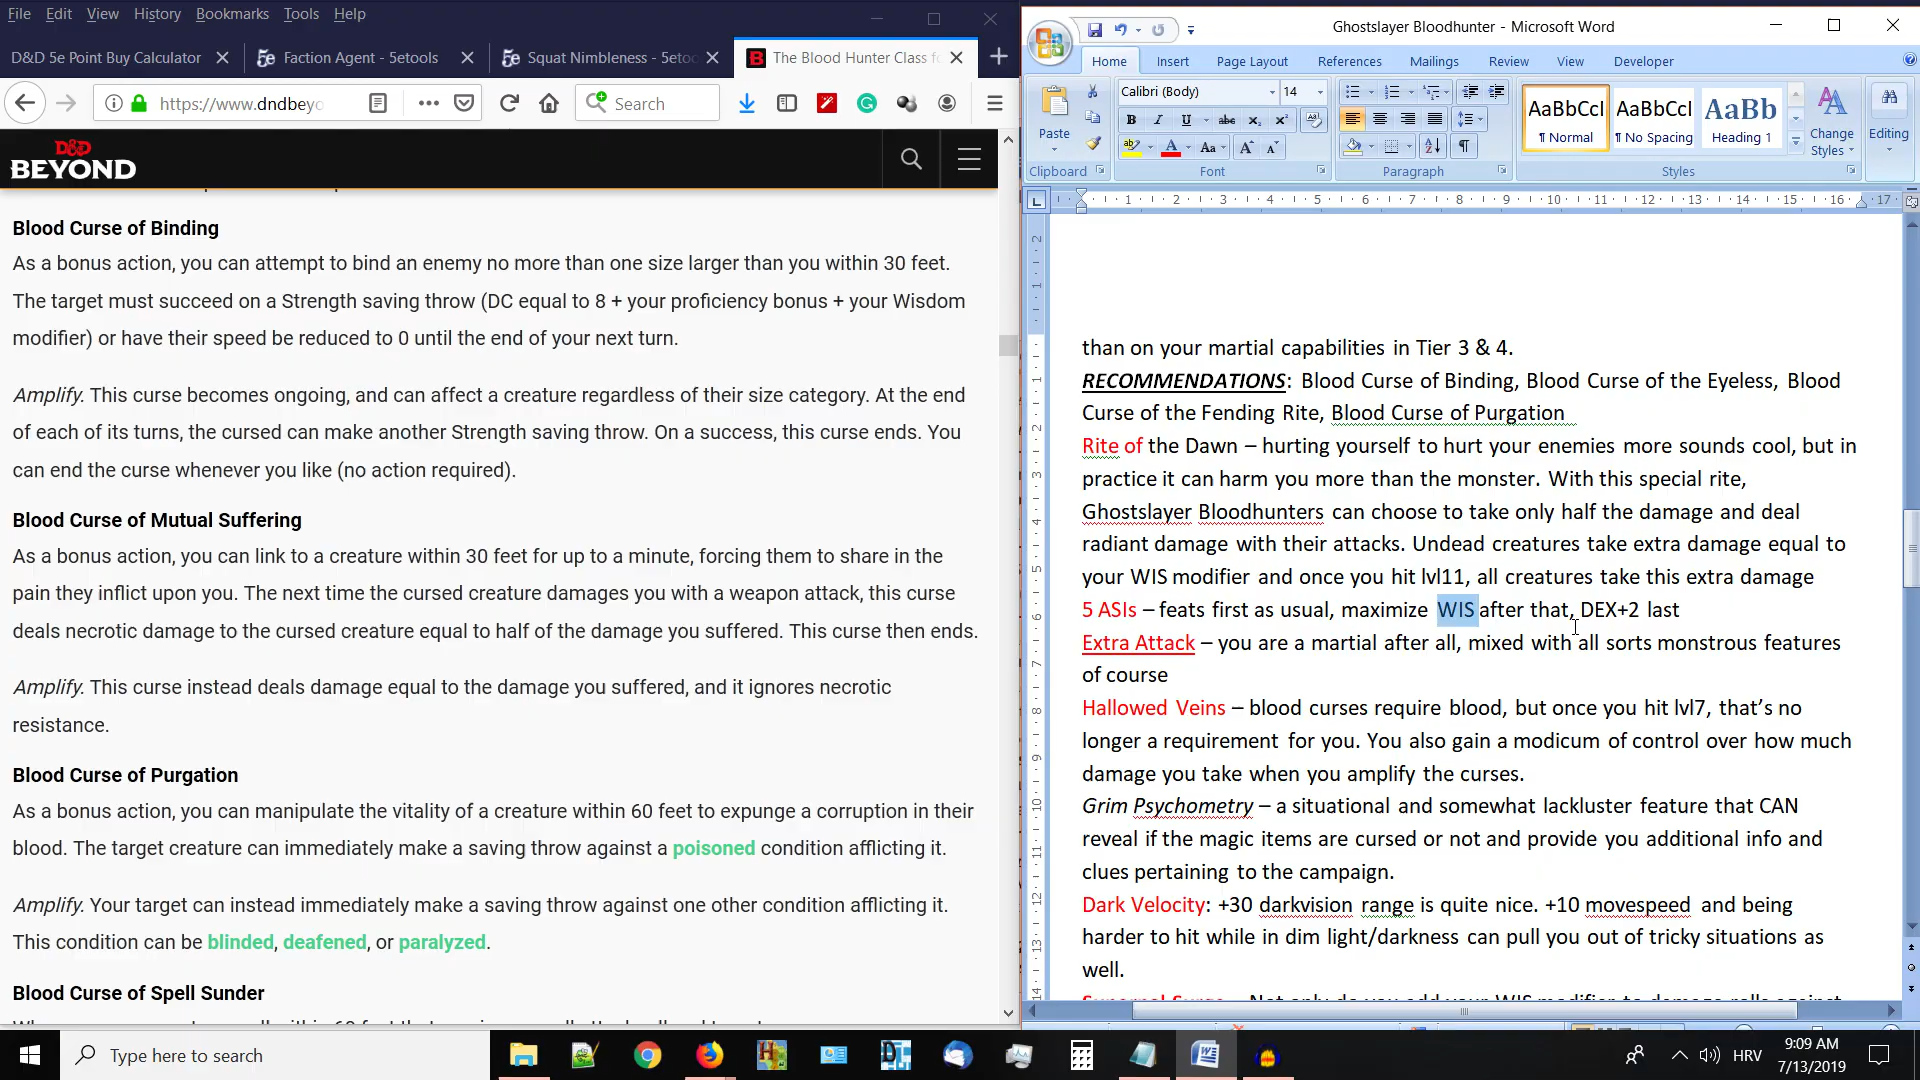 File Edit View History Bookmarks Tools Help
D&D 5e Point Buy Calculator
Faction Agent - 5etools
Squat Nimbleness - 5etoo
The Blood Hunter Class fo
https://www.dndbeyo
Search
D&D
BEYOND
Blood Curse of Binding
As a bonus action, you can attempt to bind an enemy no more than one size larger than you within 30 feet.
The target must succeed on a Strength saving throw (DC equal to 8 + your proficiency bonus + your Wisdom
modifier) or have their speed be reduced to 0 until the end of your next turn.
Amplify. This curse becomes ongoing, and can affect a creature regardless of their size category. At the end
of each of its turns, the cursed can make another Strength saving throw. On a success, this curse ends. You
can end the curse whenever you like (no action required).
Blood Curse of Mutual Suffering
As a bonus action, you can link to a creature within 30 feet for up to a minute, forcing them to share in the
pain they inflict upon you. The next time the cursed creature damages you with a weapon attack, this curse
deals necrotic damage to the cursed creature equal to half of the damage you suffered. This curse then ends.
Amplify. This curse instead deals damage equal to the damage you suffered, and it ignores necrotic
resistance.
Blood Curse of Purgation
As a bonus action, you can manipulate the vitality of a creature within 60 feet to expunge a corruption in their
blood. The target creature can immediately make a saving throw against a poisoned condition afflicting it.
Amplify. Your target can instead immediately make a saving throw against one other condition afflicting it.
This condition can be blinded, deafened, or paralyzed.
Blood Curse of Spell Sunder
Ghostslayer Bloodhunter - Microsoft Word
Home Insert Page Layout References Mailings Review View Developer
Paste
Calibri (Body) 14
AaBbCcI AaBbCcI AaBb
¶ Normal ¶ No Spacing Heading 1
Change Styles
Editing
Clipboard Font Paragraph Styles
1 2 3 4 5 6 7 8 9 10 11 12 13 14 15 16 17
than on your martial capabilities in Tier 3 & 4.
RECOMMENDATIONS: Blood Curse of Binding, Blood Curse of the Eyeless, Blood
Curse of the Fending Rite, Blood Curse of Purgation
Rite of the Dawn – hurting yourself to hurt your enemies more sounds cool, but in
practice it can harm you more than the monster. With this special rite,
Ghostslayer Bloodhunters can choose to take only half the damage and deal
radiant damage with their attacks. Undead creatures take extra damage equal to
your WIS modifier and once you hit lvl11, all creatures take this extra damage
5 ASIs – feats first as usual, maximize WIS after that, DEX+2 last
Extra Attack – you are a martial after all, mixed with all sorts monstrous features
of course
Hallowed Veins – blood curses require blood, but once you hit lvl7, that's no
longer a requirement for you. You also gain a modicum of control over how much
damage you take when you amplify the curses.
Grim Psychometry – a situational and somewhat lackluster feature that CAN
reveal if the magic items are cursed or not and provide you additional info and
clues pertaining to the campaign.
Dark Velocity: +30 darkvision range is quite nice. +10 movespeed and being
harder to hit while in dim light/darkness can pull you out of tricky situations as
well.
Type here to search
HRV
9:09 AM
7/13/2019